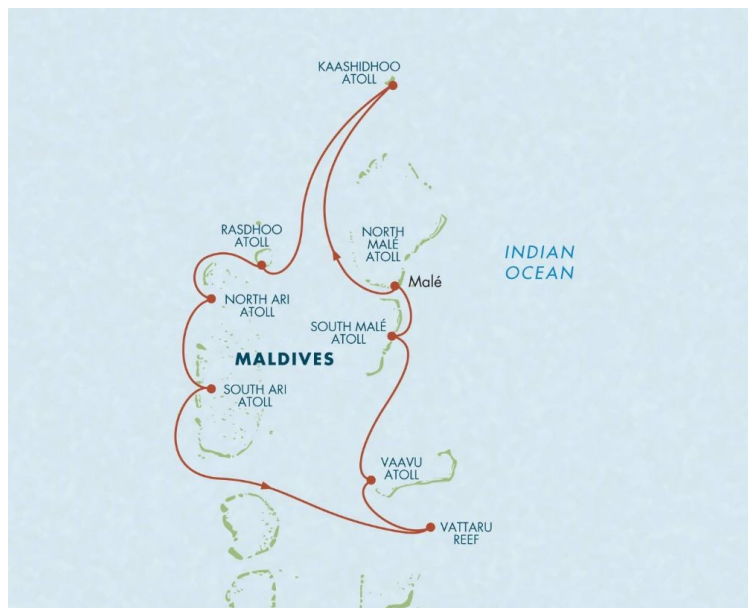 KAASHIDHOO
ATOLL
RASDHOO
ATOLL
NORTH
MALÉ
ATOLL
INDIAN
OCEAN
Malé
NORTH ARI
ATOLL
SOUTH MALÉ
ATOLL
MALDIVES
SOUTH ARI
ATOLL
VAAVU
ATOLL
VATTARU
REEF